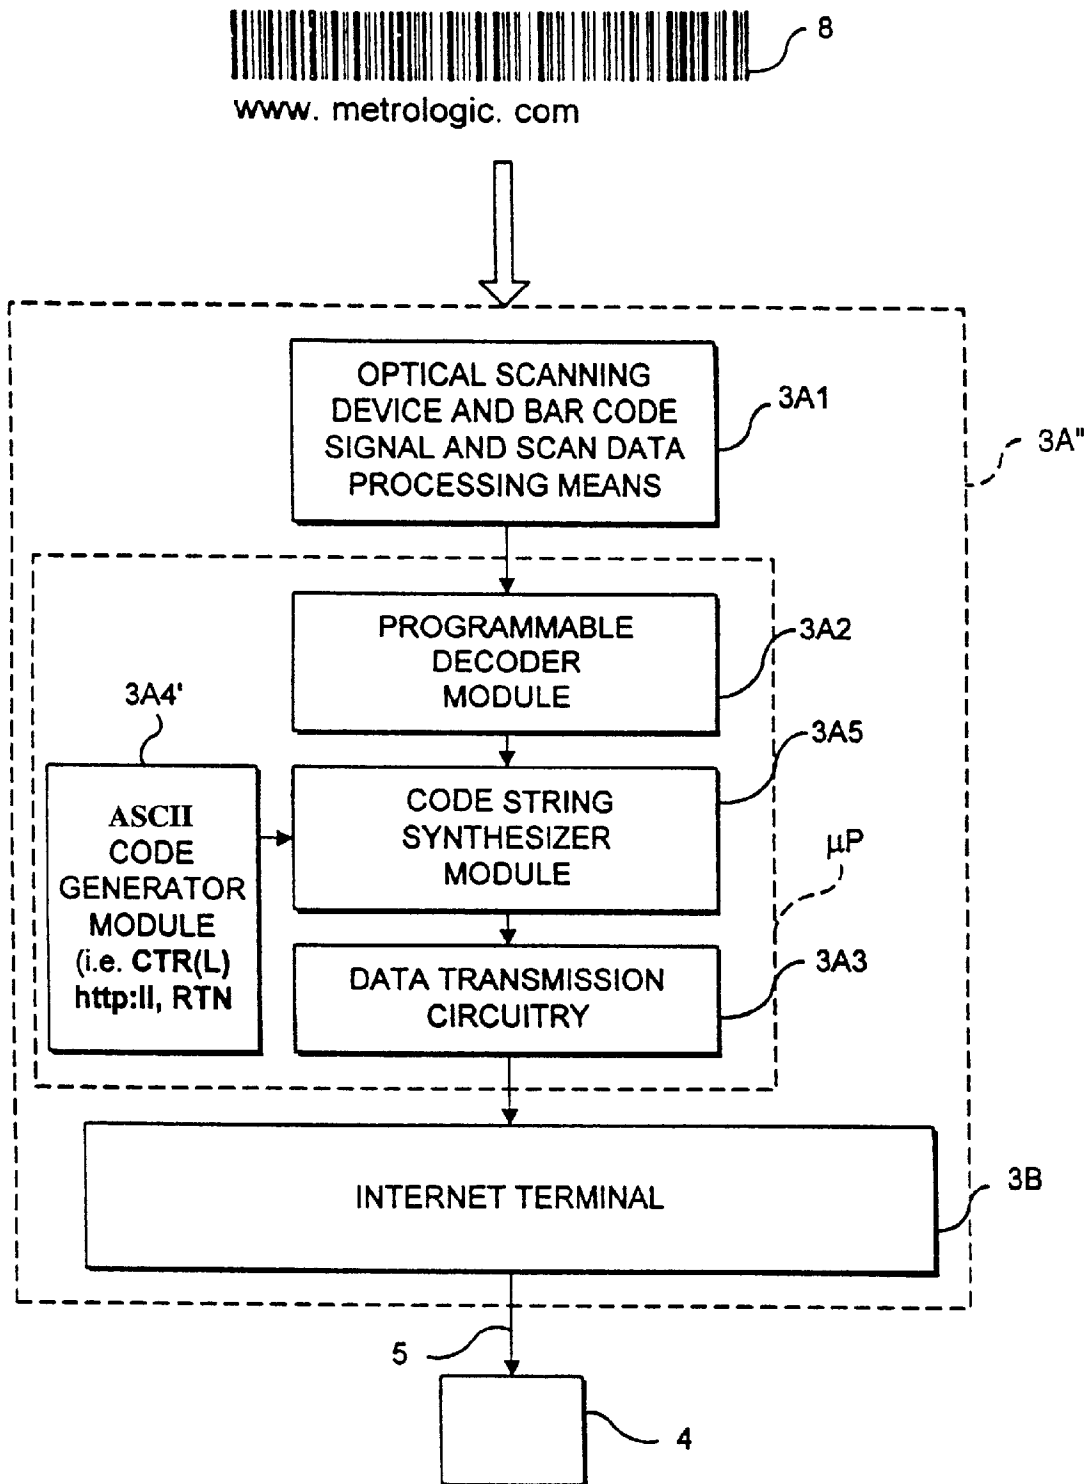 8
www. metrologic. com
OPTICAL SCANNING
DEVICE AND BAR CODE
SIGNAL AND SCAN DATA
PROCESSING MEANS
3A1
3A"
PROGRAMMABLE
DECODER
MODULE
3A2
3A4'
3A5
ASCII
CODE
GENERATOR
MODULE
(i.e. CTR(L)
http:II, RTN
CODE STRING
SYNTHESIZER
MODULE
µP
DATA TRANSMISSION
CIRCUITRY
3A3
INTERNET TERMINAL
3B
5
4